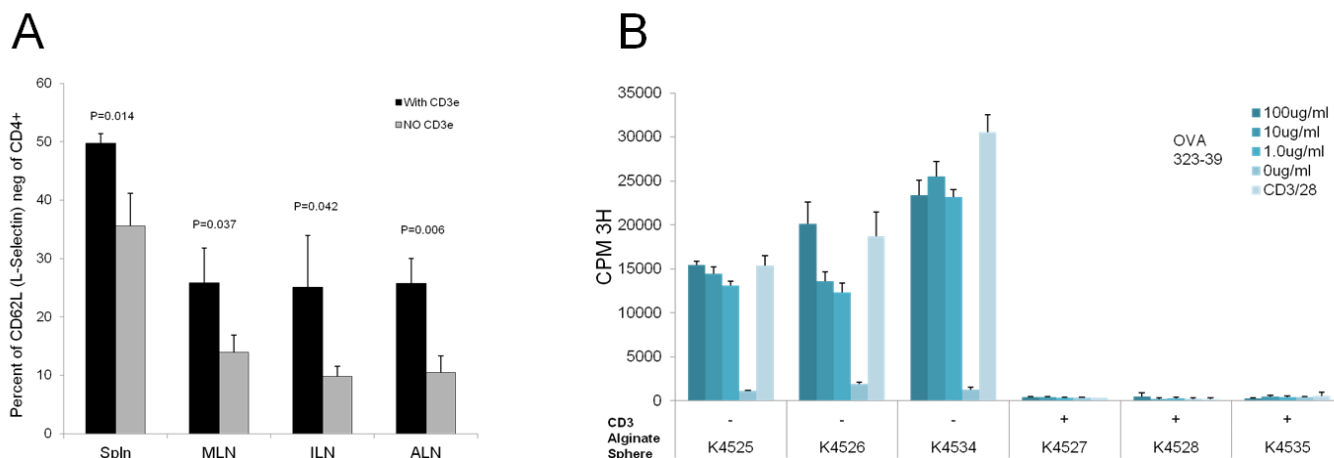 A
60
50
40
30
20
10
0
Percent of CD62L (L-Selectin) neg of CD4+
P=0.014
P=0.037
P=0.042
P=0.006
With CD3e
NO CD3e
Spln
MLN
ILN
ALN
B
35000
30000
25000
20000
15000
10000
5000
0
CPM 3H
OVA
323-39
100ug/ml
10ug/ml
1.0ug/ml
0ug/ml
CD3/28
CD3
Alginate
Sphere
- - - + + +
K4525 K4526 K4534 K4527 K4528 K4535